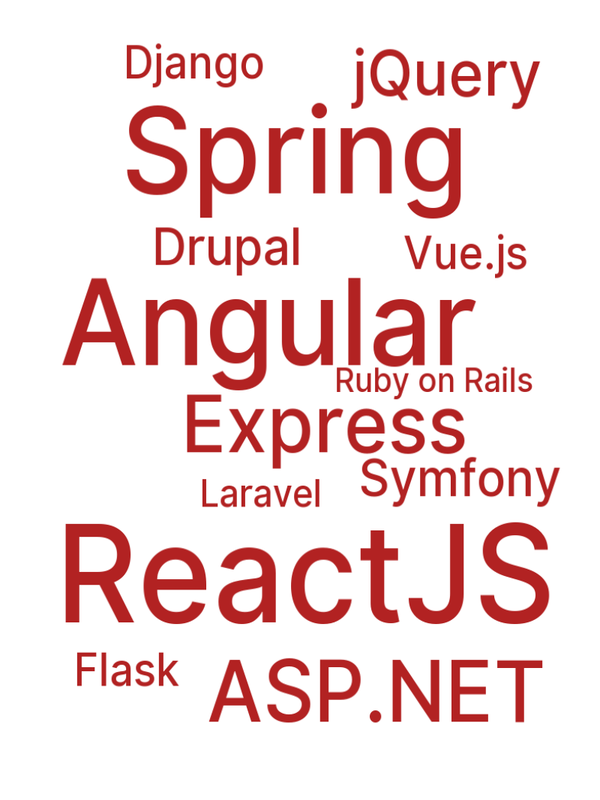 Django
jQuery
Spring
Drupal
Vue.js
Angular
Ruby on Rails
Express
Symfony
Laravel
ReactJS
Flask
ASP.NET